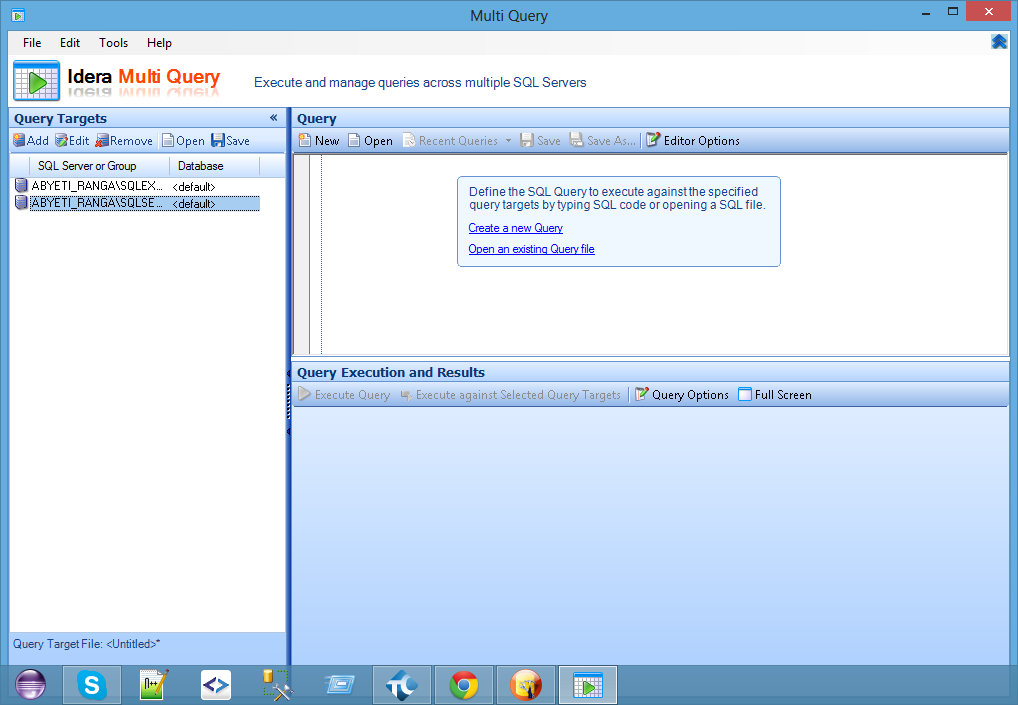 Multi Query
File Edit Tools Help
Idera Multi Query
Execute and manage queries across multiple SQL Servers
Query Targets «
Add Edit Remove Open Save
SQL Server or Group Database
ABYETI_RANGA\SQLEX... <default>
ABYETI_RANGA\SQLSE... <default>
Query Target File: <Untitled>*
Query
New Open Recent Queries Save Save As... Editor Options
Define the SQL Query to execute against the specified
query targets by typing SQL code or opening a SQL file.
Create a new Query
Open an existing Query file
Query Execution and Results
Execute Query Execute against Selected Query Targets Query Options Full Screen